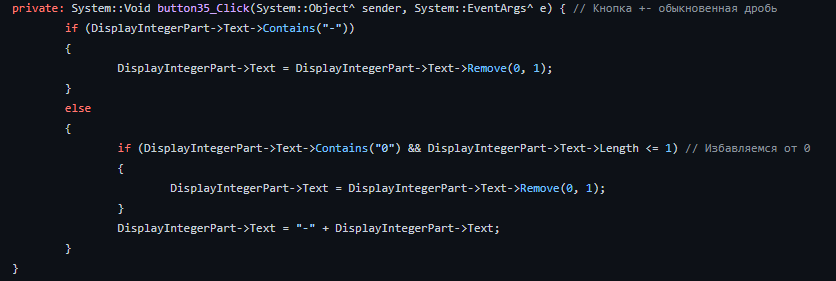 private: System::Void button35_Click(System::Object^ sender, System::EventArgs^ e) { // Кнопка +- обыкновенная дробь
if (DisplayIntegerPart->Text->Contains("-"))
{
DisplayIntegerPart->Text = DisplayIntegerPart->Text->Remove(0, 1);
}
else
{
if (DisplayIntegerPart->Text->Contains("0") && DisplayIntegerPart->Text->Length <= 1) // Избавляемся от 0
{
DisplayIntegerPart->Text = DisplayIntegerPart->Text->Remove(0, 1);
}
DisplayIntegerPart->Text = "-" + DisplayIntegerPart->Text;
}
}